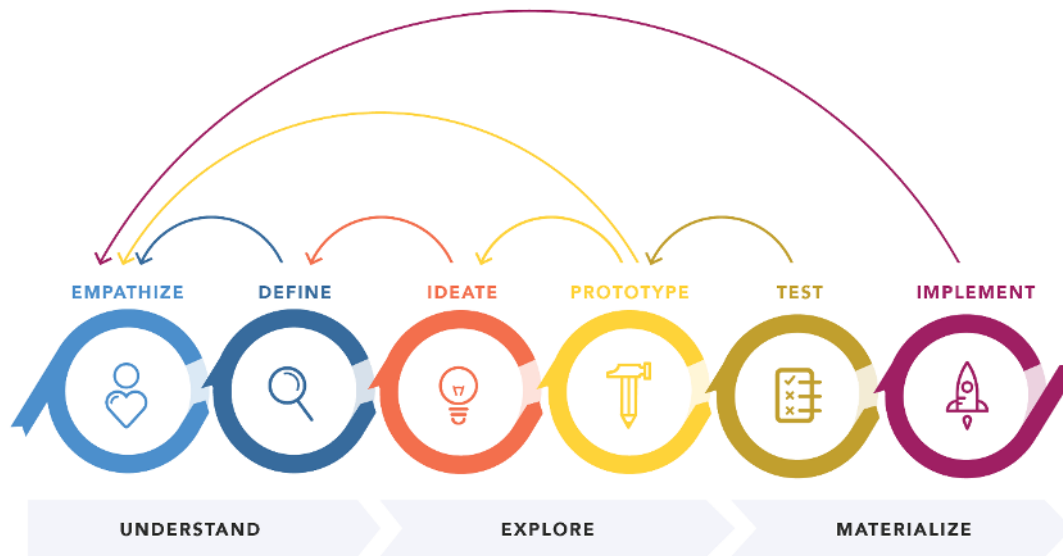 EMPATHIZE
DEFINE
IDEATE
PROTOTYPE
TEST
IMPLEMENT
UNDERSTAND
EXPLORE
MATERIALIZE